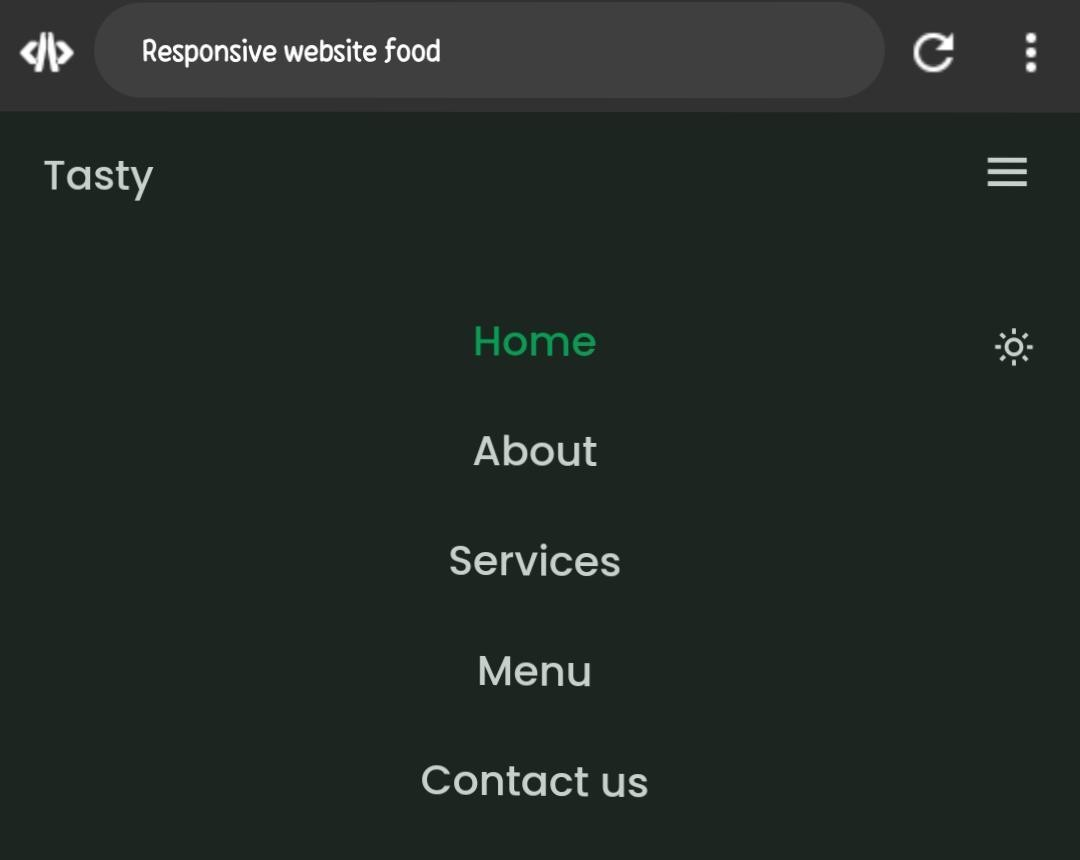 Responsive website food
Tasty
Home
About
Services
Menu
Contact us